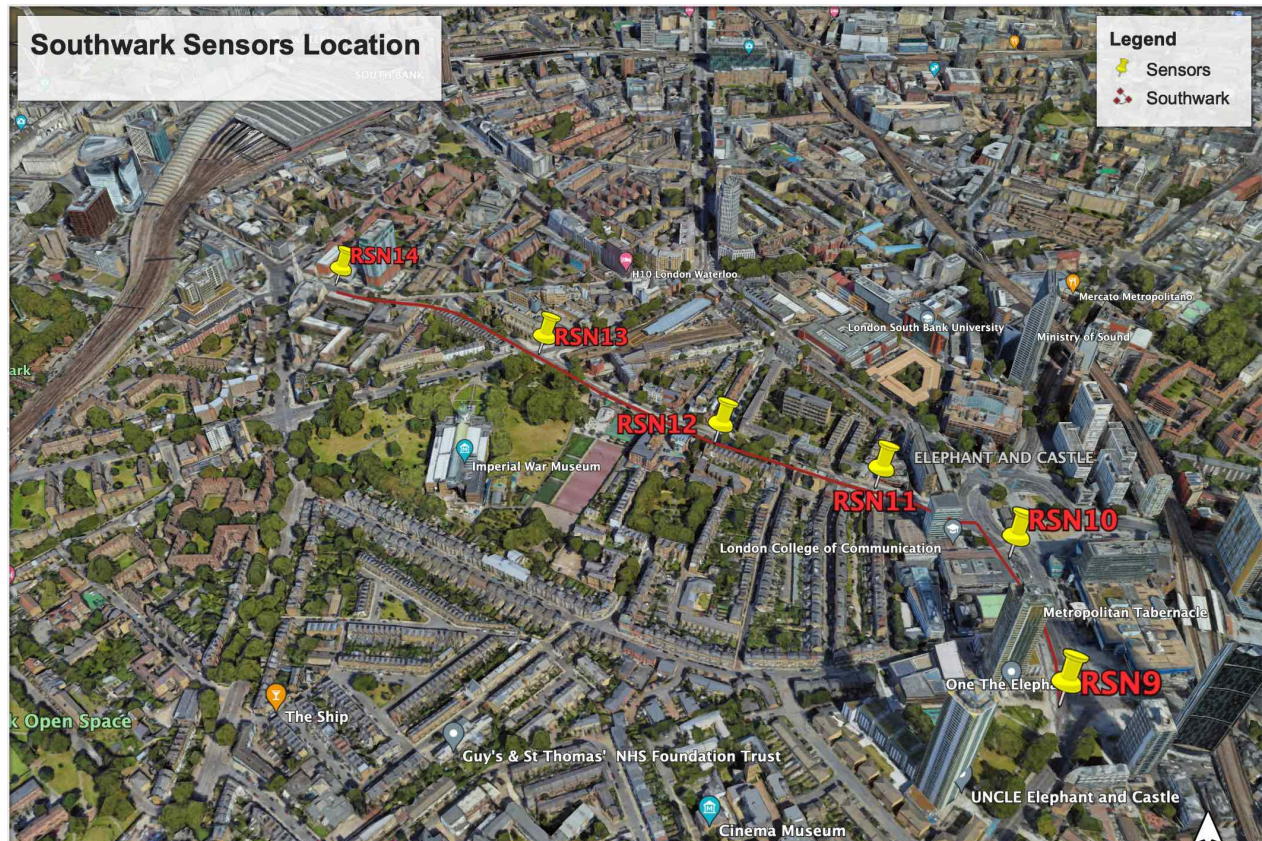 Southwark Sensors Location
SOUTH BANK
Legend
Sensors
Southwark
RSN14
H10 London Waterloo
Mercato Metropolitano
RSN13
London South Bank University
Ministry of Sound
ark
RSN12
ELEPHANT AND CASTLE
Imperial War Museum
RSN11
RSN10
London College of Communication
Metropolitan Tabernacle
One The Elepha
RSN9
The Ship
k Open Space
Guy's & St Thomas' NHS Foundation Trust
UNCLE Elephant and Castle
Cinema Museum